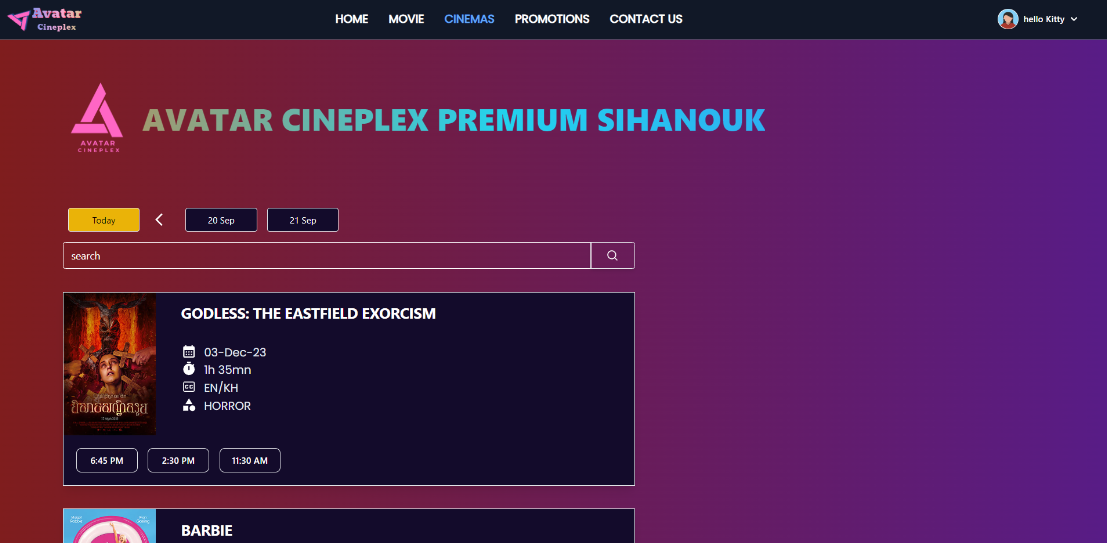 Avatar
Cineplex
HOME MOVIE CINEMAS PROMOTIONS CONTACT US
hello Kitty
AVATAR
CINEPLEX
AVATAR CINEPLEX PREMIUM SIHANOUK
Today 20 Sep 21 Sep
search
GODLESS: THE EASTFIELD EXORCISM
03-Dec-23
1h 35mn
CC EN/KH
HORROR
6:45 PM 2:30 PM 11:30 AM
BARBIE